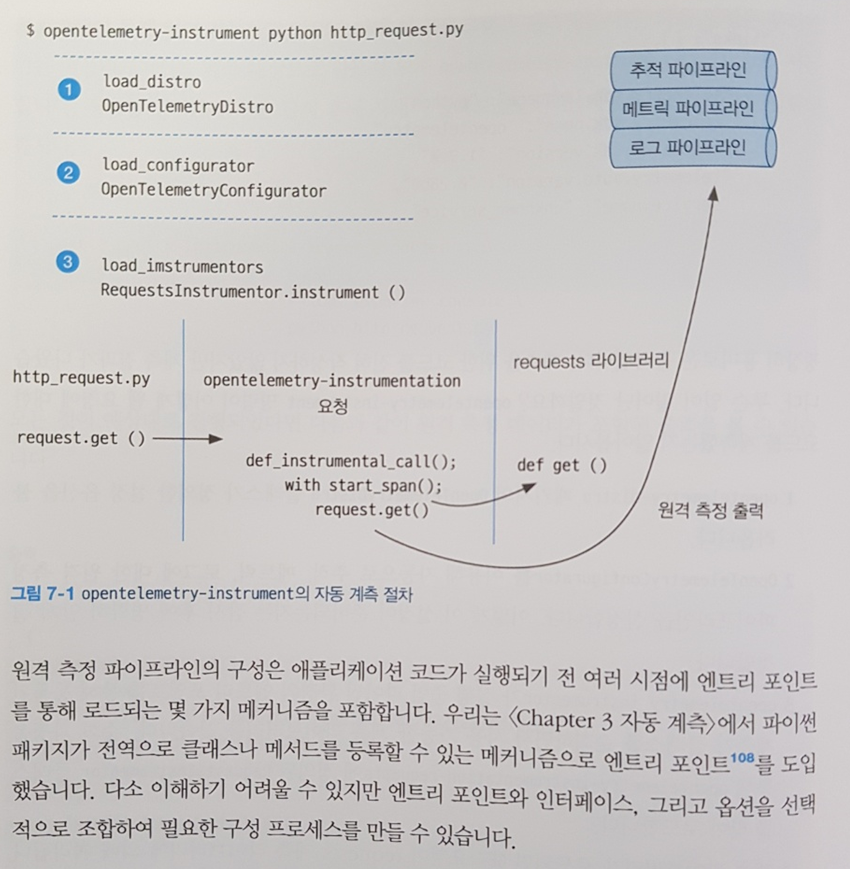 $ opentelemetry-instrument python http_request.py
1 load_distro
OpenTelemetryDistro
2 load_configurator
OpenTelemetryConfigurator
3 load_imstrumentors
RequestsInstrumentor.instrument ()
추적 파이프라인
메트릭 파이프라인
로그 파이프라인
http_request.py
request.get ()
opentelemetry-instrumentation
요청
def_instrumental_call();
with start_span();
request.get()
requests 라이브러리
def get ()
원격 측정 출력
그림 7-1 opentelemetry-instrument의 자동 계측 절차
원격 측정 파이프라인의 구성은 애플리케이션 코드가 실행되기 전 여러 시점에 엔트리 포인트
를 통해 로드되는 몇 가지 메커니즘을 포함합니다. 우리는 〈Chapter 3 자동 계측〉에서 파이썬
패키지가 전역으로 클래스나 메서드를 등록할 수 있는 메커니즘으로 엔트리 포인트108를 도입
했습니다. 다소 이해하기 어려울 수 있지만 엔트리 포인트와 인터페이스, 그리고 옵션을 선택
적으로 조합하여 필요한 구성 프로세스를 만들 수 있습니다.